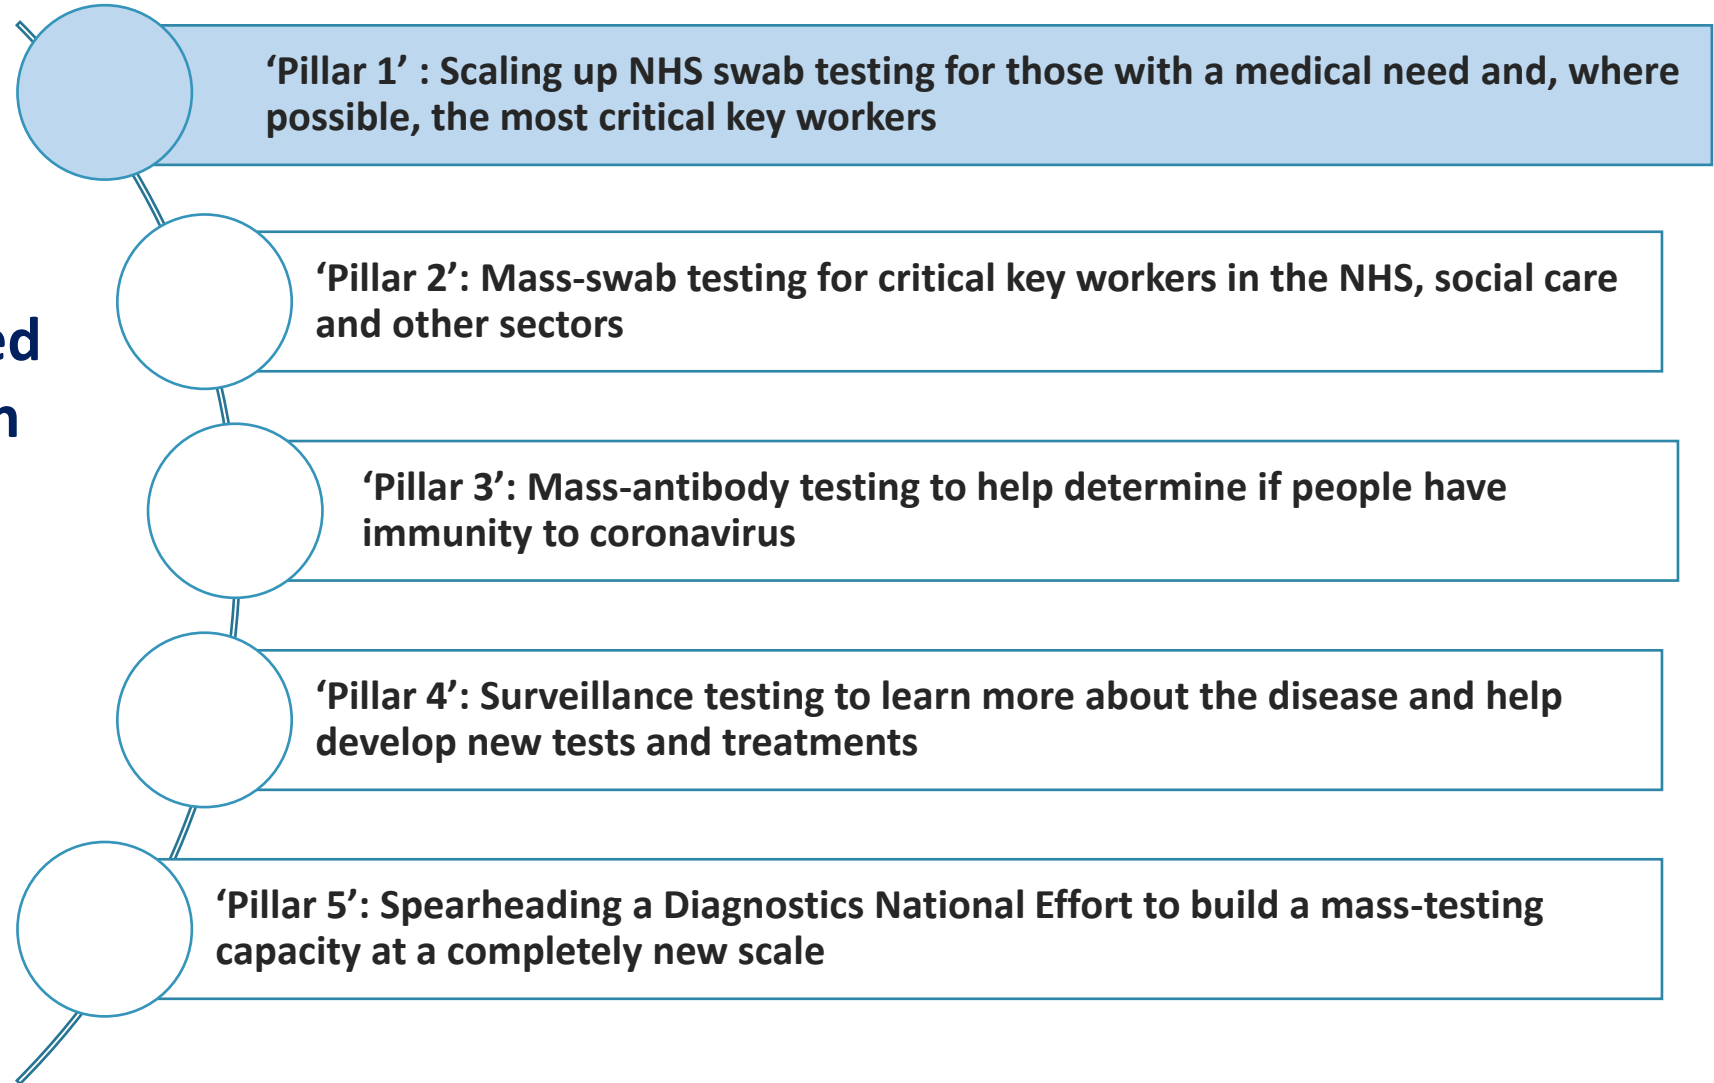 ‘Pillar 1’ : Scaling up NHS swab testing for those with a medical need and, where
possible, the most critical key workers
‘Pillar 2’: Mass-swab testing for critical key workers in the NHS, social care
and other sectors
‘Pillar 3’: Mass-antibody testing to help determine if people have
immunity to coronavirus
‘Pillar 4’: Surveillance testing to learn more about the disease and help
develop new tests and treatments
‘Pillar 5’: Spearheading a Diagnostics National Effort to build a mass-testing
capacity at a completely new scale